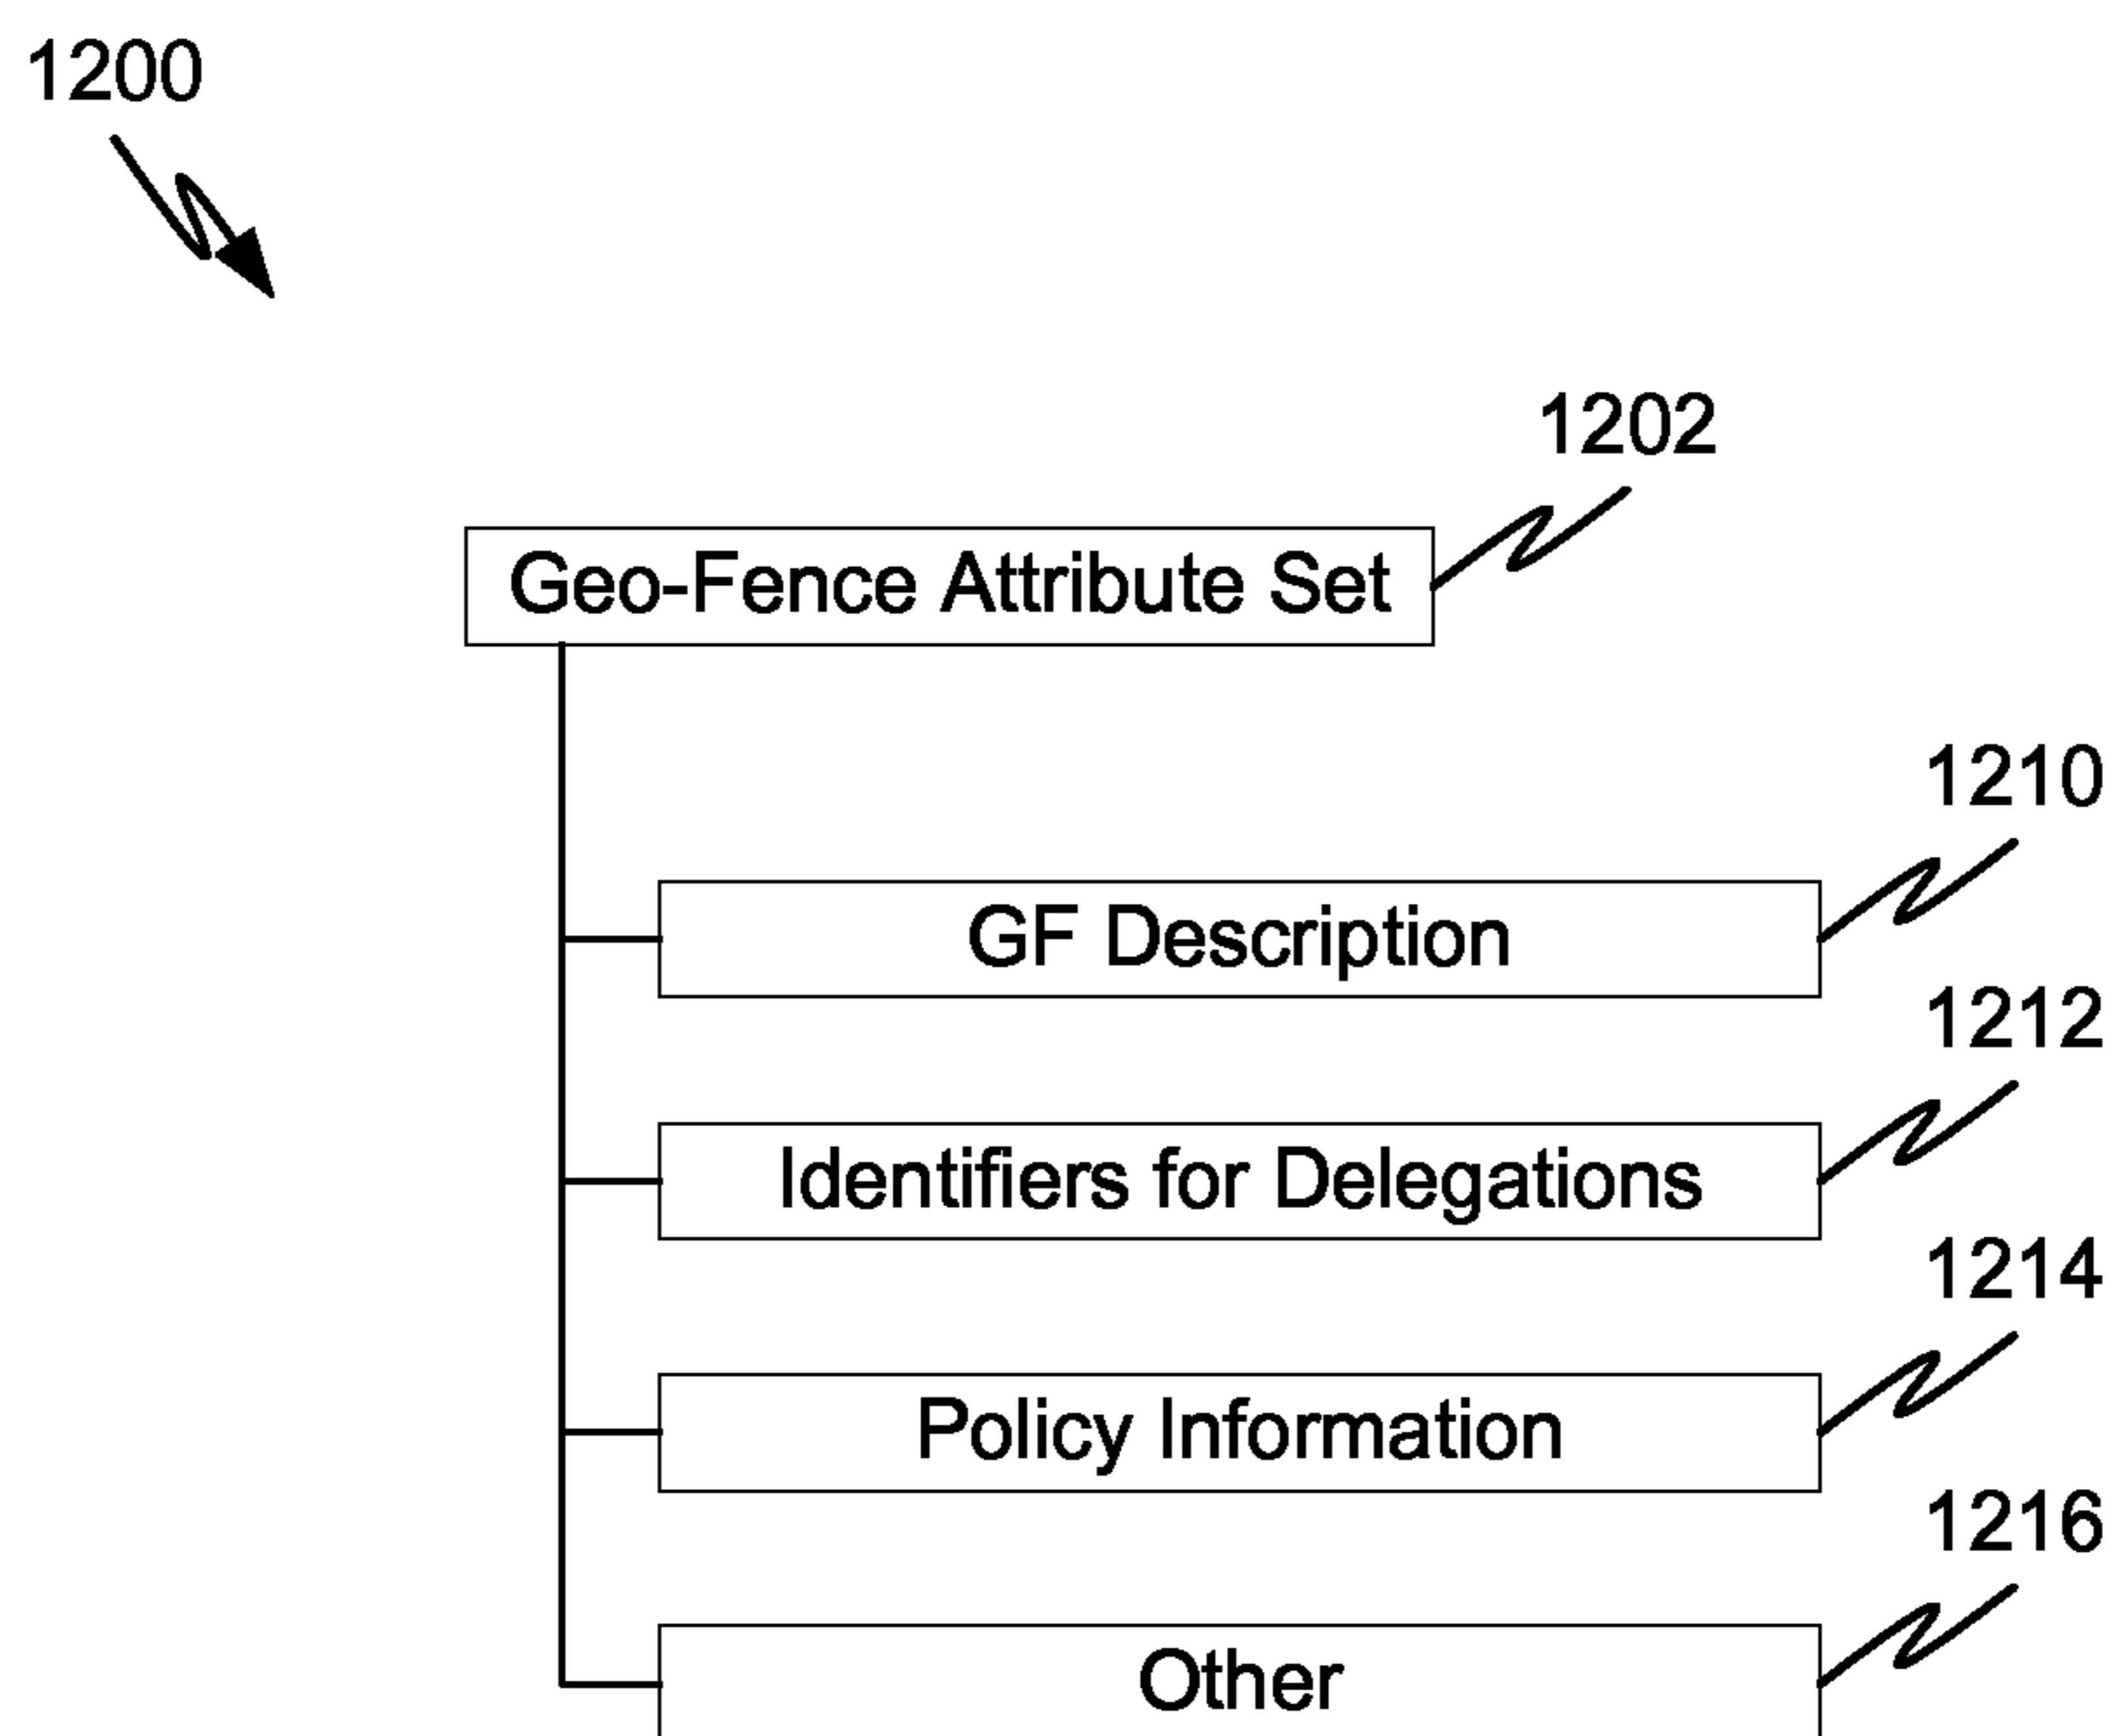 1200
1202
Geo-Fence Attribute Set
1210
GF Description
1212
Identifiers for Delegations
1214
Policy Information
1216
Other